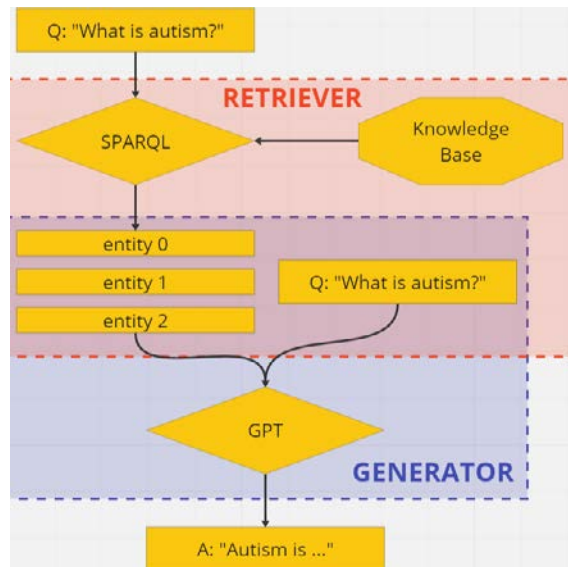 Q: "What is autism?"
RETRIEVER
SPARQL
Knowledge
Base
entity 0
entity 1
entity 2
Q: "What is autism?"
GPT
GENERATOR
A: "Autism is ..."